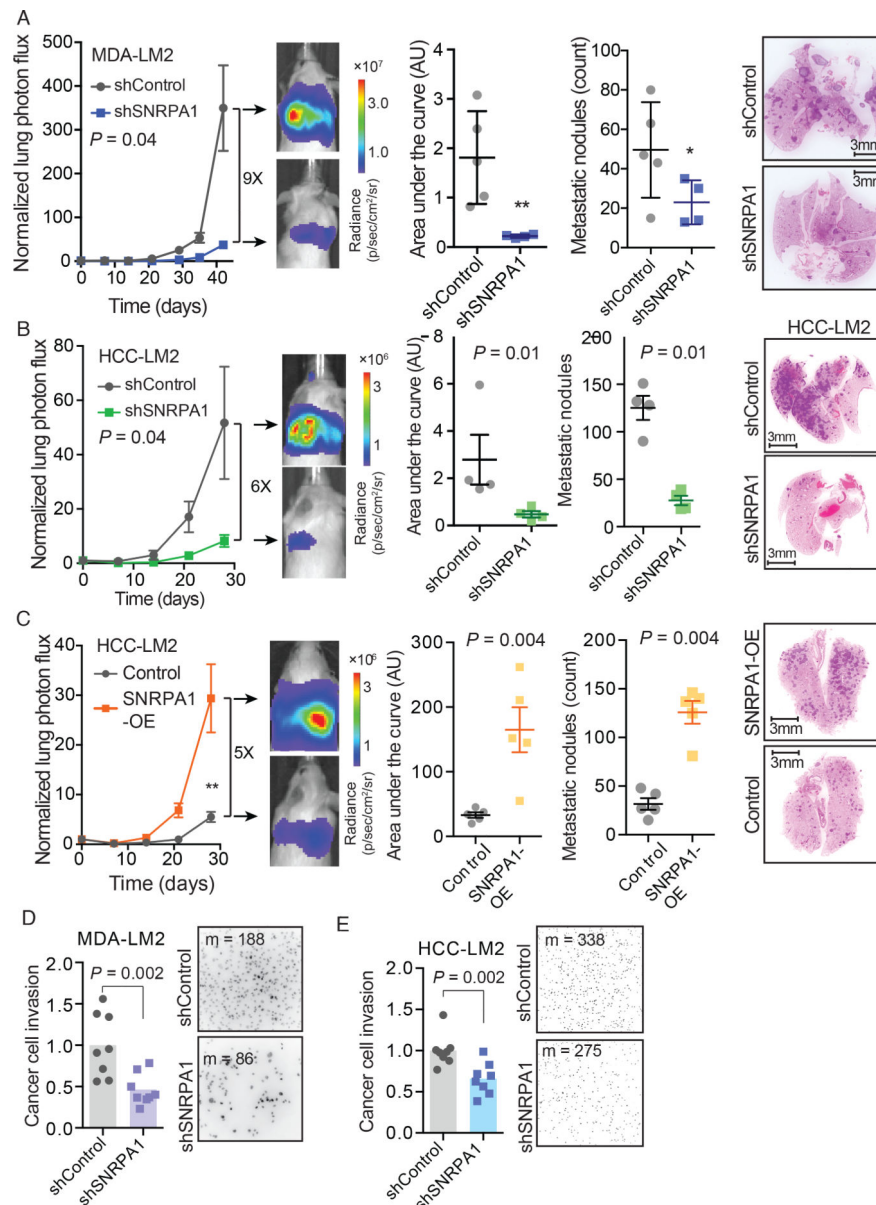 A
MDA-LM2
shControl
shSNRPA1
P = 0.04
Normalized lung photon flux
350
300
250
200
150
100
50
0
0 10 20 30 40
Time (days)
9X
×10⁷
3.0
1.0
Radiance
(p/sec/cm²/sr)
Area under the curve (AU)
4
3
2
1
0
**
shControl
shSNRPA1
Metastatic nodules (count)
100
80
60
40
20
0
*
shControl
shSNRPA1
shControl
3mm
shSNRPA1
3mm
B
HCC-LM2
shControl
shSNRPA1
P = 0.04
Normalized lung photon flux
80
60
40
20
0
0 10 20 30
Time (days)
6X
×10⁶
3
1
Radiance
(p/sec/cm²/sr)
Area under the curve (AU)
6
4
2
0
P = 0.01
shControl
shSNRPA1
Metastatic nodules
200
150
100
50
0
P = 0.01
shControl
shSNRPA1
HCC-LM2
shControl
3mm
shSNRPA1
3mm
C
HCC-LM2
Control
SNRPA1
-OE
Normalized lung photon flux
40
30
20
10
0
0 10 20 30
Time (days)
**
5X
×10⁶
3
1
Radiance
(p/sec/cm²/sr)
Area under the curve (AU)
300
200
100
0
P = 0.004
Control
SNRPA1-
OE
Metastatic nodules (count)
200
150
100
50
0
P = 0.004
Control
SNRPA1-
OE
SNRPA1-OE
3mm
Control
3mm
D
MDA-LM2
P = 0.002
Cancer cell invasion
2.0
1.5
1.0
0.5
0.0
shControl
shSNRPA1
shControl
m = 188
shSNRPA1
m = 86
E
HCC-LM2
P = 0.002
Cancer cell invasion
2.0
1.5
1.0
0.5
0.0
shControl
shSNRPA1
shControl
m = 338
shSNRPA1
m = 275